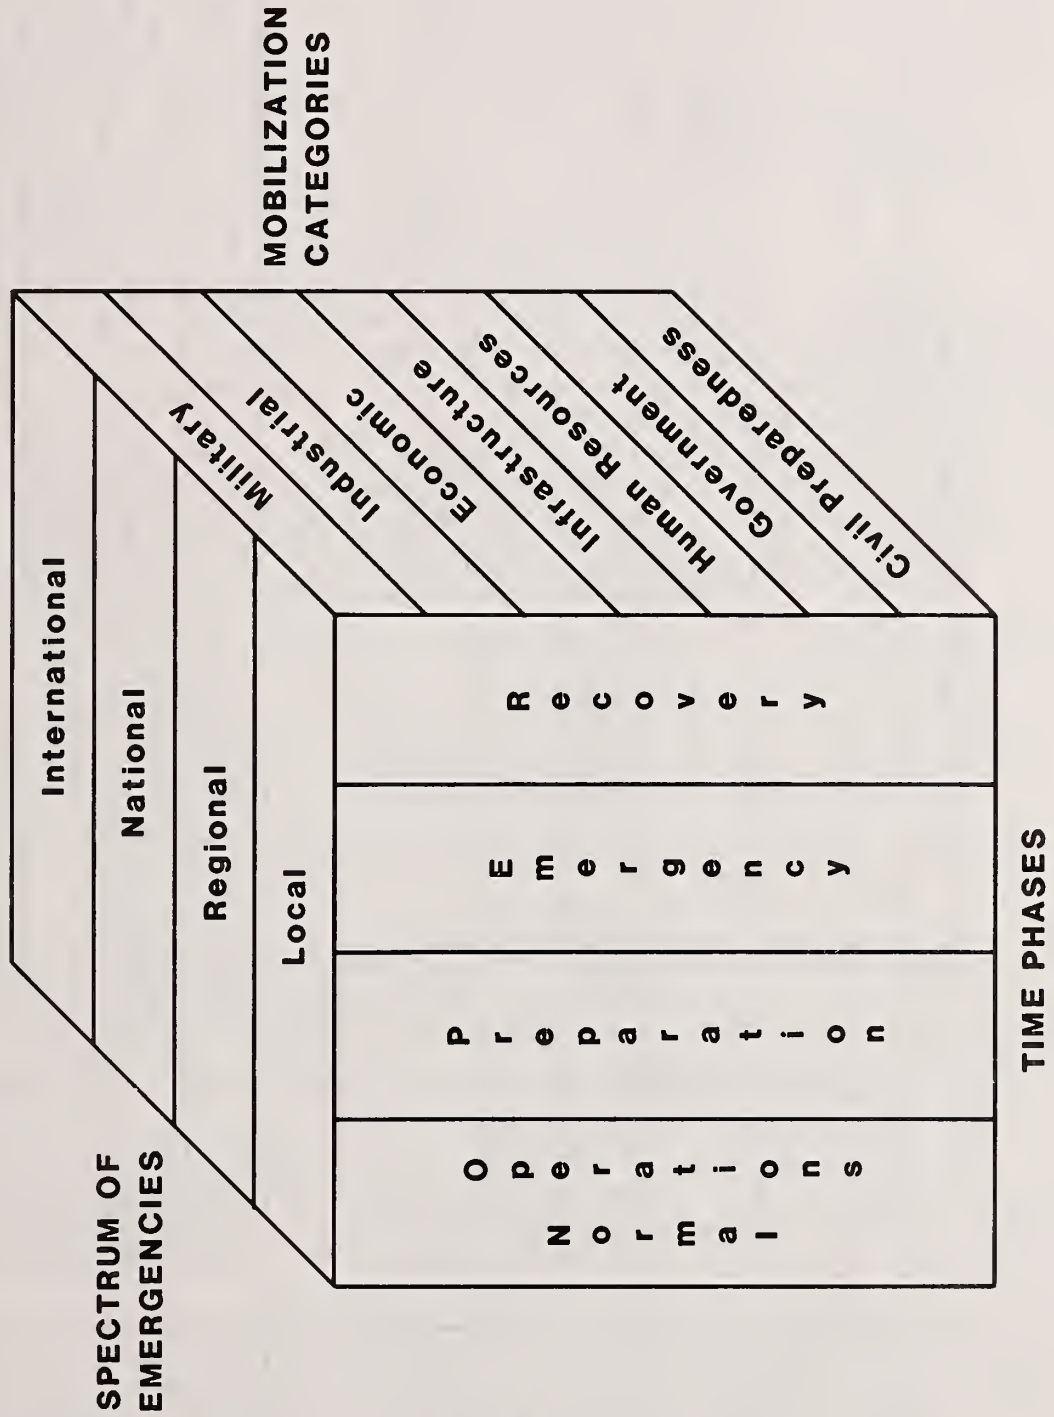 SPECTRUM OF
EMERGENCIES
International
National
Regional
Local
MOBILIZATION
CATEGORIES
Military
Industrial
Economic
Infrastructure
Human Resources
Government
Civil Preparedness
Normal
Operations
Preparation
Emergency
Recovery
TIME PHASES